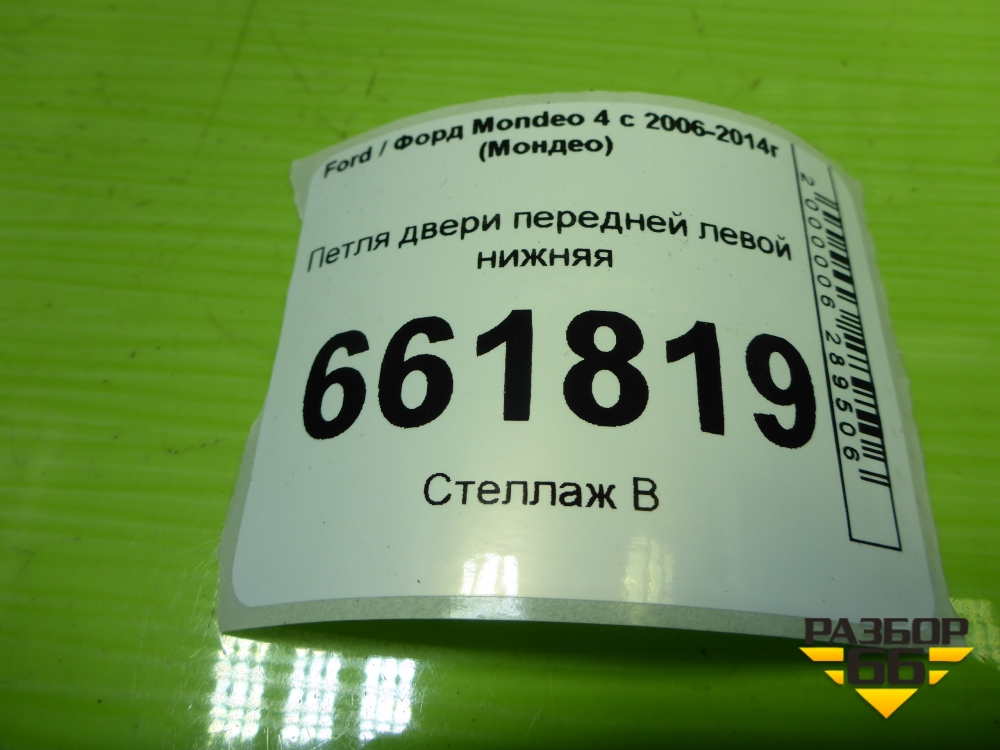 Ford / Форд Mondeo 4 с 2006-2014г
(Мондео)
Петля двери передней левой
нижняя
661819
Стеллаж В
2000006289506
РАЗБОР
66